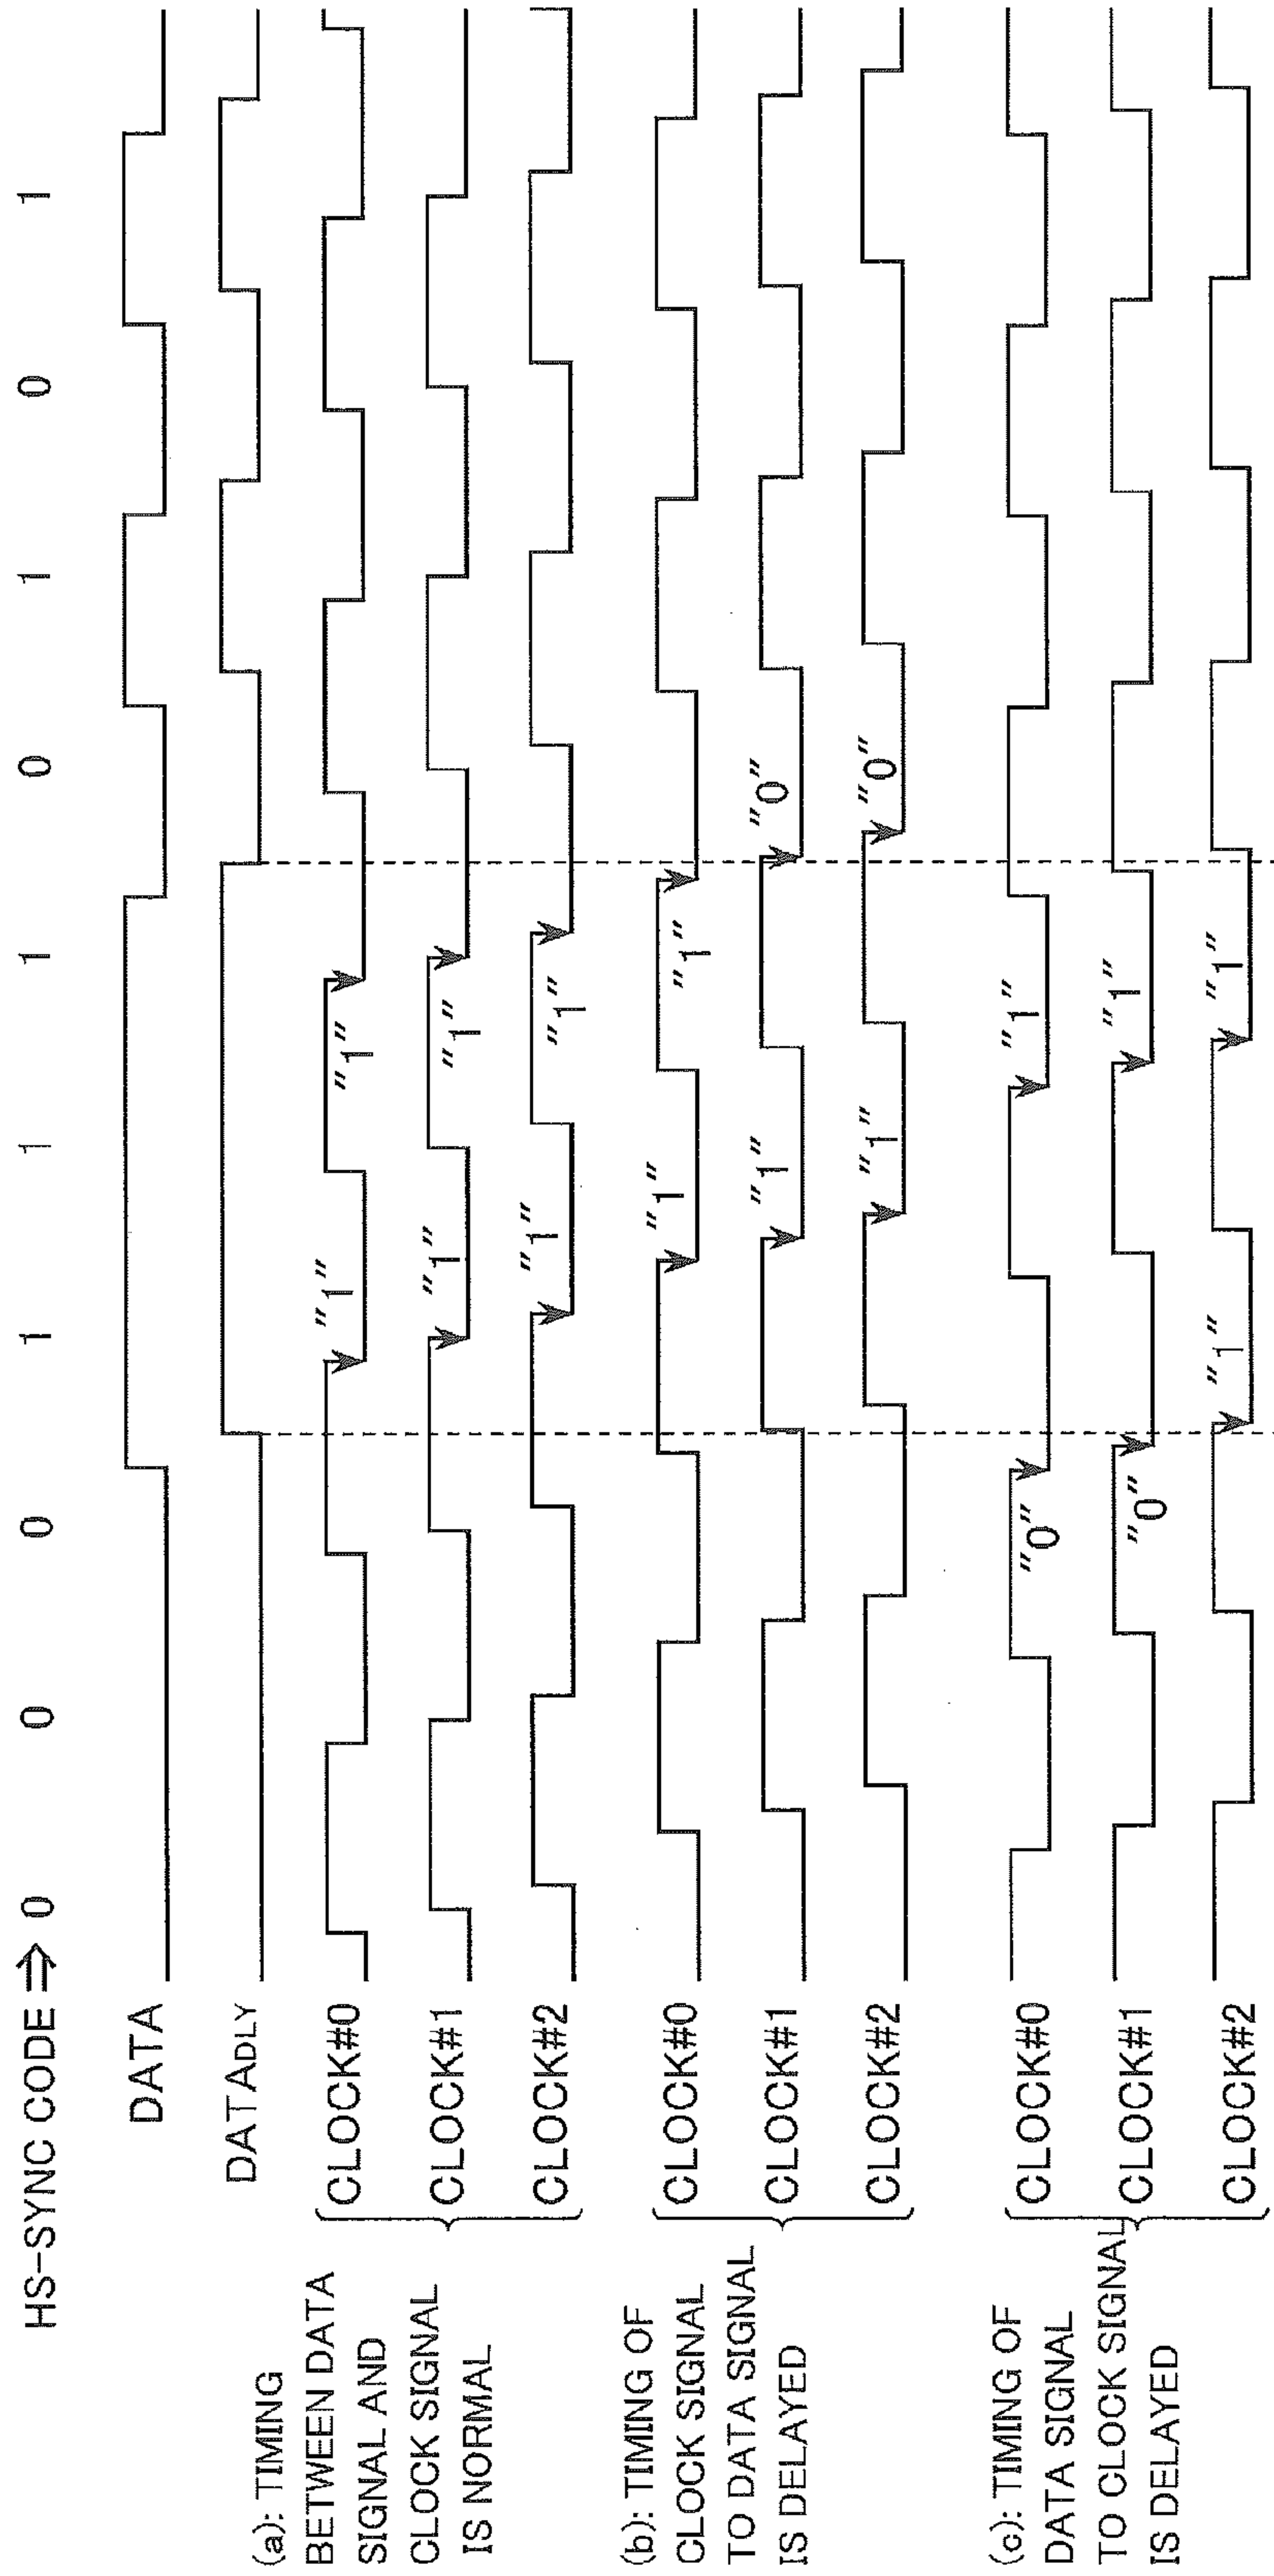 HS-SYNC CODE ⇒ 0 0 0 1 1 1 0 1 0 1
DATA
DATADLY
(a): TIMING
BETWEEN DATA
SIGNAL AND
CLOCK SIGNAL
IS NORMAL
CLOCK#0 "1" "1"
CLOCK#1 "1" "1"
CLOCK#2 "1" "1"
(b): TIMING OF
CLOCK SIGNAL
TO DATA SIGNAL
IS DELAYED
CLOCK#0 "1" "1"
CLOCK#1 "1" "0"
CLOCK#2 "1" "0"
(c): TIMING OF
DATA SIGNAL
TO CLOCK SIGNAL
IS DELAYED
CLOCK#0 "0" "1"
CLOCK#1 "0" "1"
CLOCK#2 "1" "1"